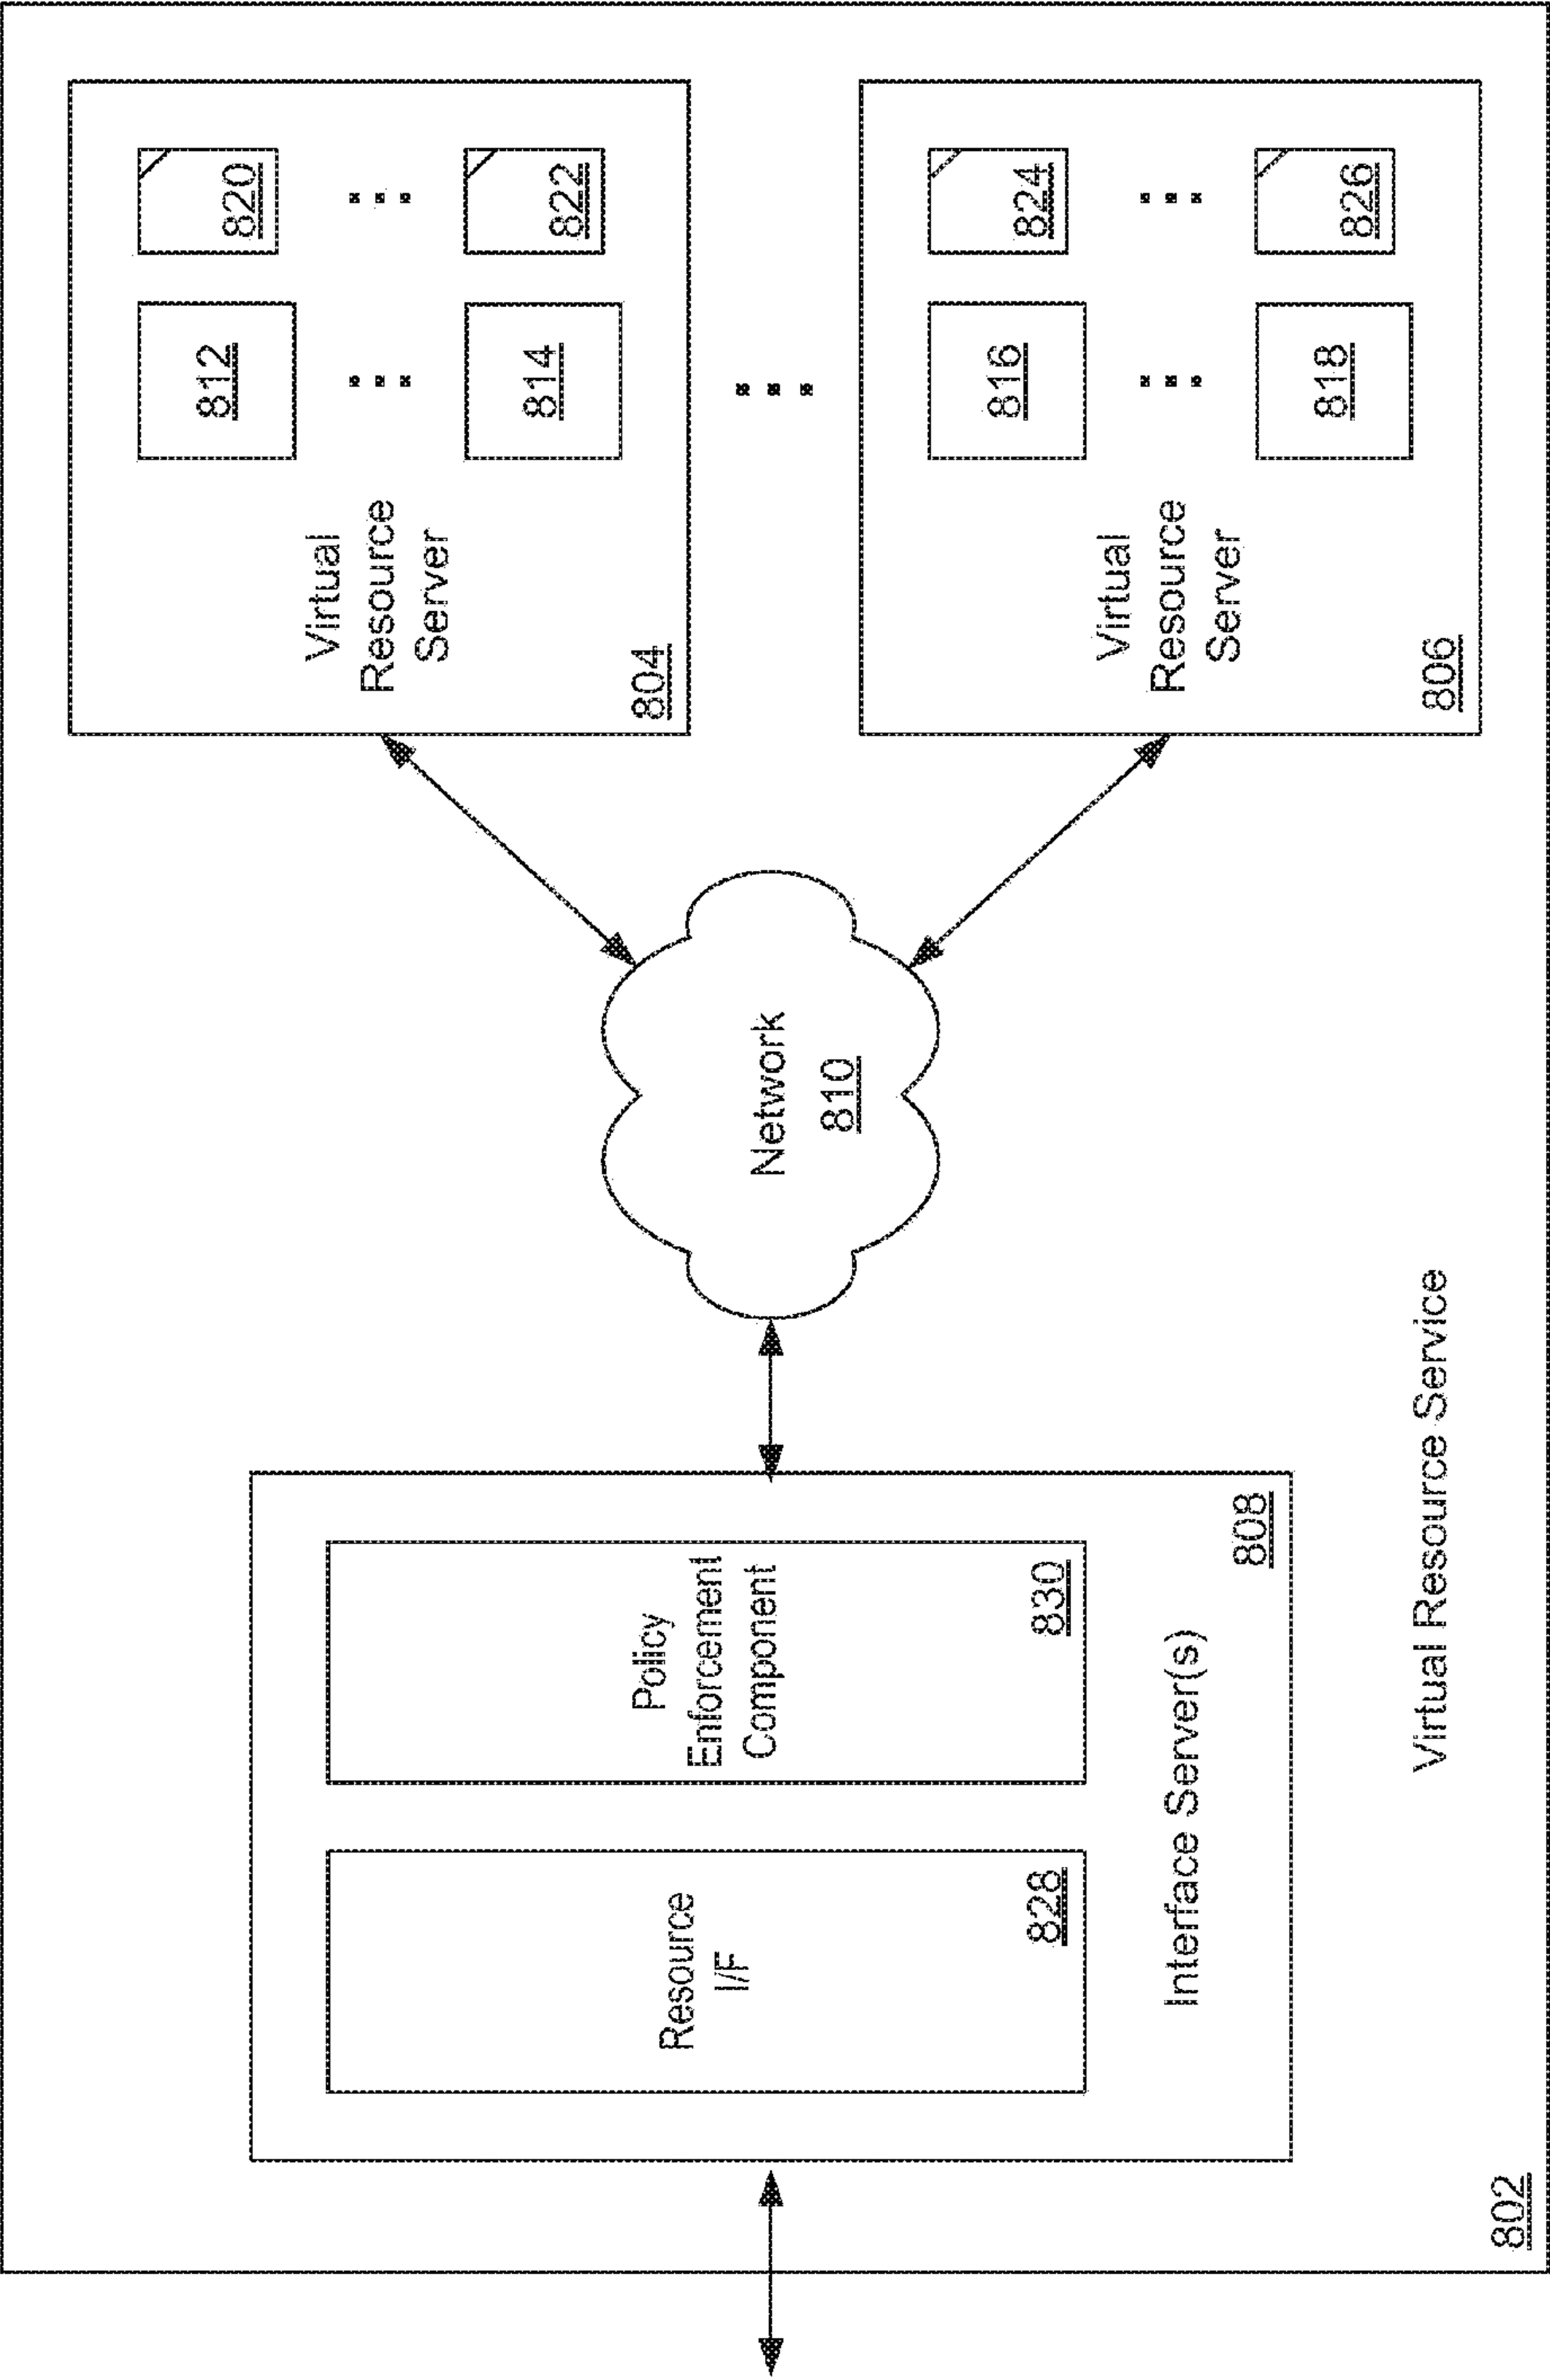 Resource
I/F
828
Policy
Enforcement
Component
830
Interface Server(s)
808
Network
810
Virtual
Resource
Server
804
812
820
814
822
Virtual
Resource
Server
806
816
824
818
826
Virtual Resource Service
802